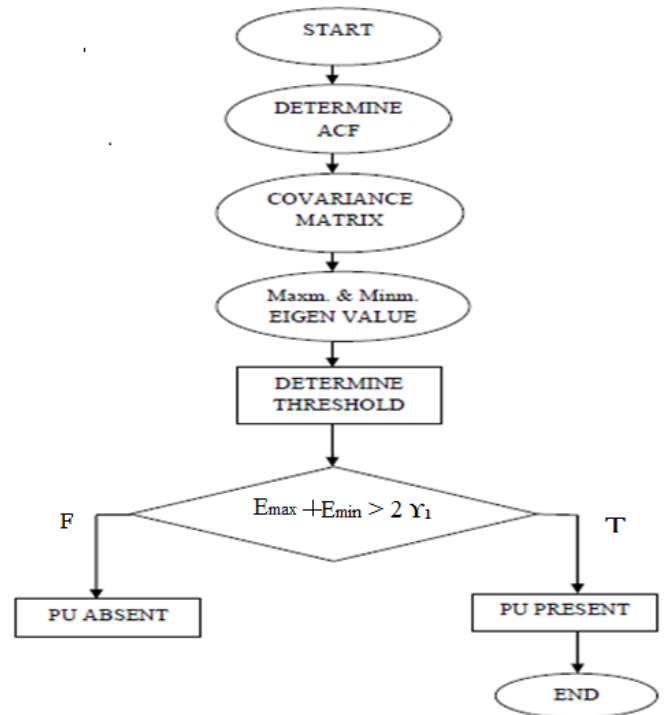 START
DETERMINE
ACF
COVARIANCE
MATRIX
Maxm. & Minm.
EIGEN VALUE
DETERMINE
THRESHOLD
Emax +Emin > 2 ϒ1
F
T
PU ABSENT
PU PRESENT
END